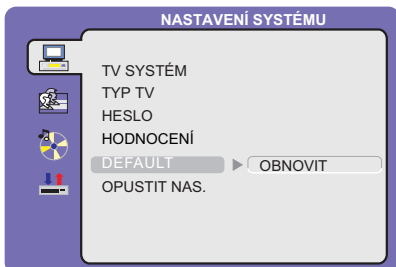 NASTAVENÍ SYSTÉMU
TV SYSTÉM
TYP TV
HESLO
HODNOCENÍ
DEFAULT OBNOVIT
OPUSTIT NAS.